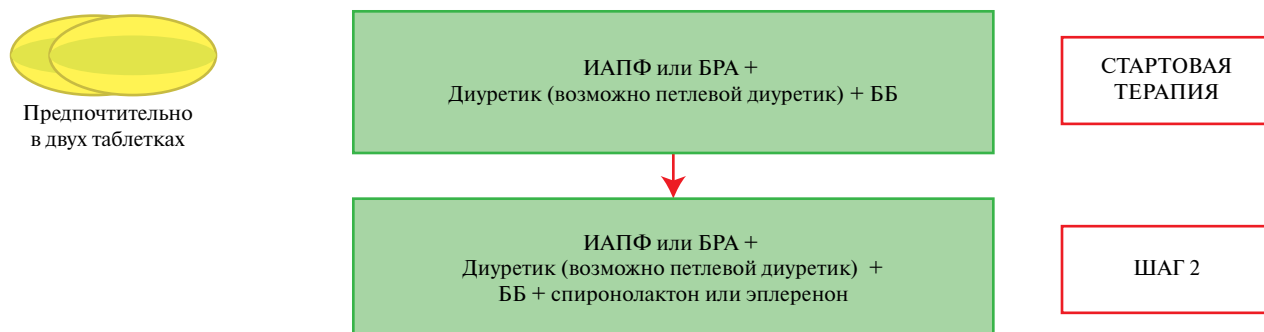 ИАПФ или БРА +
Диуретик (возможно петлевой диуретик) + ББ
СТАРТОВАЯ
ТЕРАПИЯ
Предпочтительно
в двух таблетках
ИАПФ или БРА +
Диуретик (возможно петлевой диуретик) +
ББ + спиронолактон или эплеренон
ШАГ 2